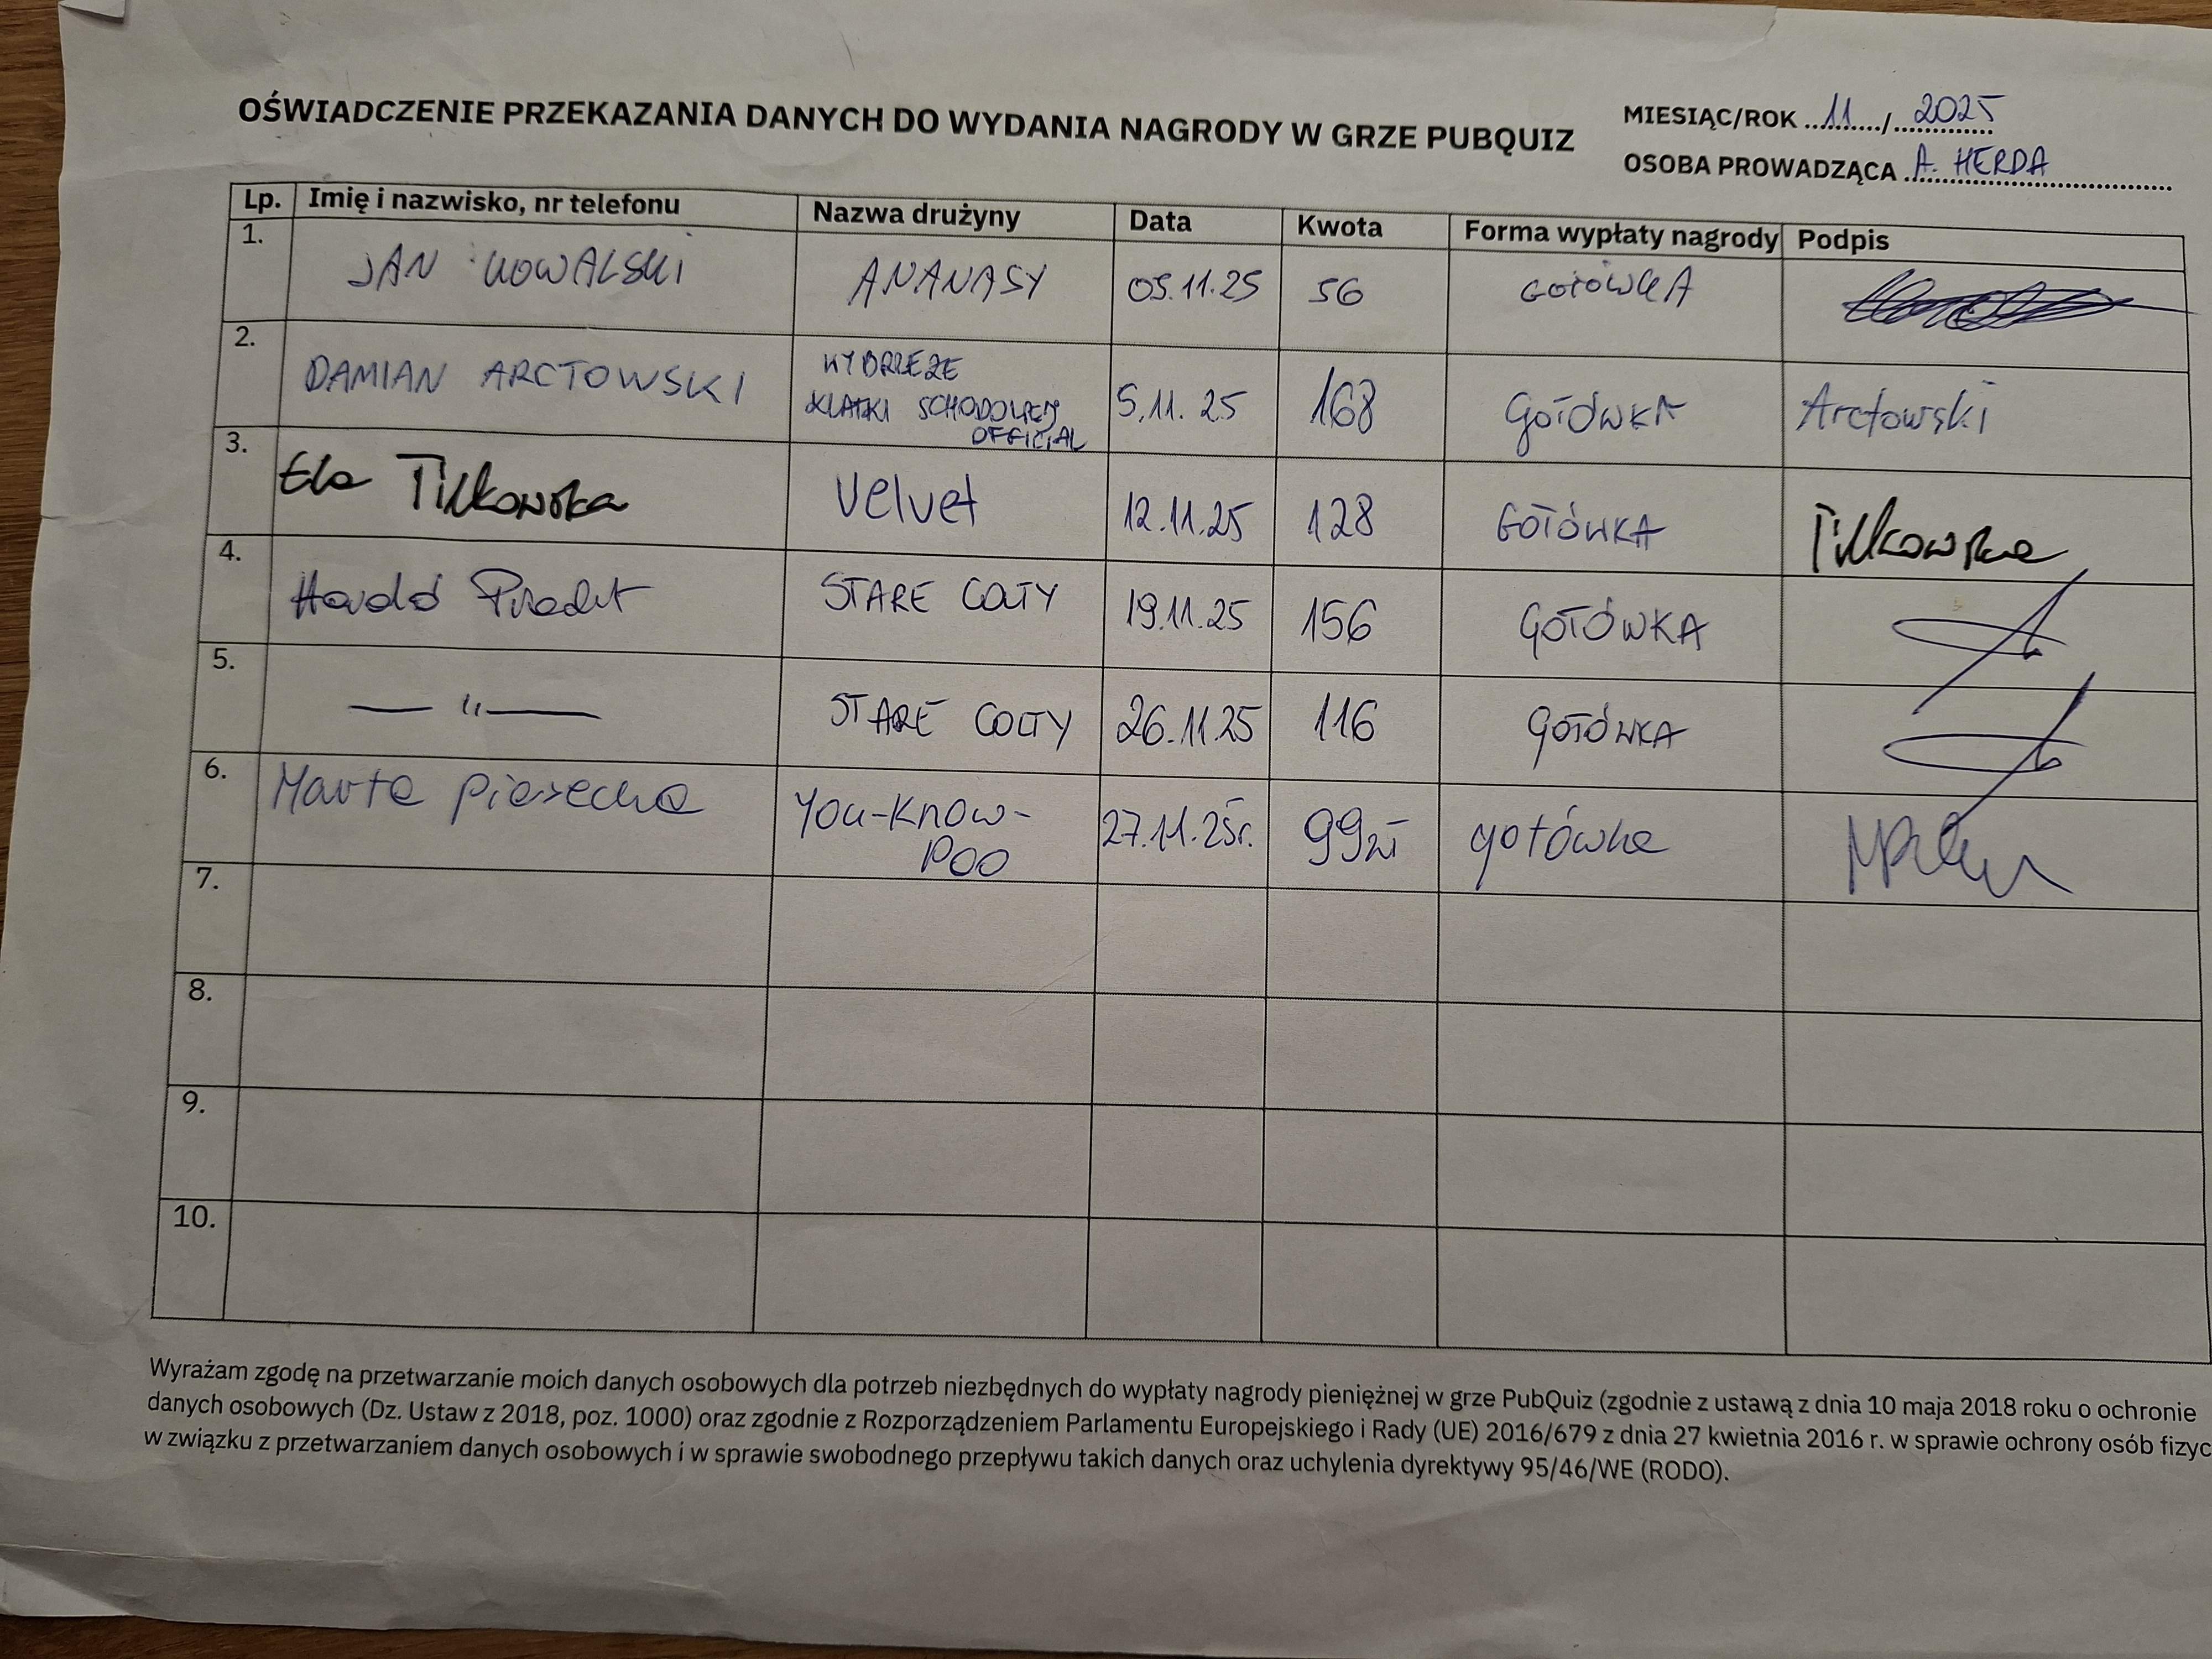 OŚWIADCZENIE PRZEKAZANIA DANYCH DO WYDANIA NAGRODY W GRZE PUBQUIZ
MIESIĄC/ROK 11 / 2025
OSOBA PROWADZĄCA A. HERDA
Lp. Imię i nazwisko, nr telefonu Nazwa drużyny Data Kwota Forma wypłaty nagrody Podpis
1. JAN KOWALSKI ANANASY 05.11.25 56 GOTÓWKA
2. DAMIAN ARCTOWSKI WYBRZEŻE
KLATKI SCHODOWEJ
OFFICIAL 5.11.25 168 GOTÓWKA Arctowski
3. Ela Tilkowska Velvet 12.11.25 128 GOTÓWKA Tilkowska
4. STARE COLTY 19.11.25 156 GOTÓWKA
5. — " — STARE COLTY 26.11.25 116 GOTÓWKA
6. Marta Piasecka You-Know-
Poo 27.11.25r. 99zł gotówka
7.
8.
9.
10.
Wyrażam zgodę na przetwarzanie moich danych osobowych dla potrzeb niezbędnych do wypłaty nagrody pieniężnej w grze PubQuiz (zgodnie z ustawą z dnia 10 maja 2018 roku o ochronie
danych osobowych (Dz. Ustaw z 2018, poz. 1000) oraz zgodnie z Rozporządzeniem Parlamentu Europejskiego i Rady (UE) 2016/679 z dnia 27 kwietnia 2016 r. w sprawie ochrony osób fizyc
w związku z przetwarzaniem danych osobowych i w sprawie swobodnego przepływu takich danych oraz uchylenia dyrektywy 95/46/WE (RODO).